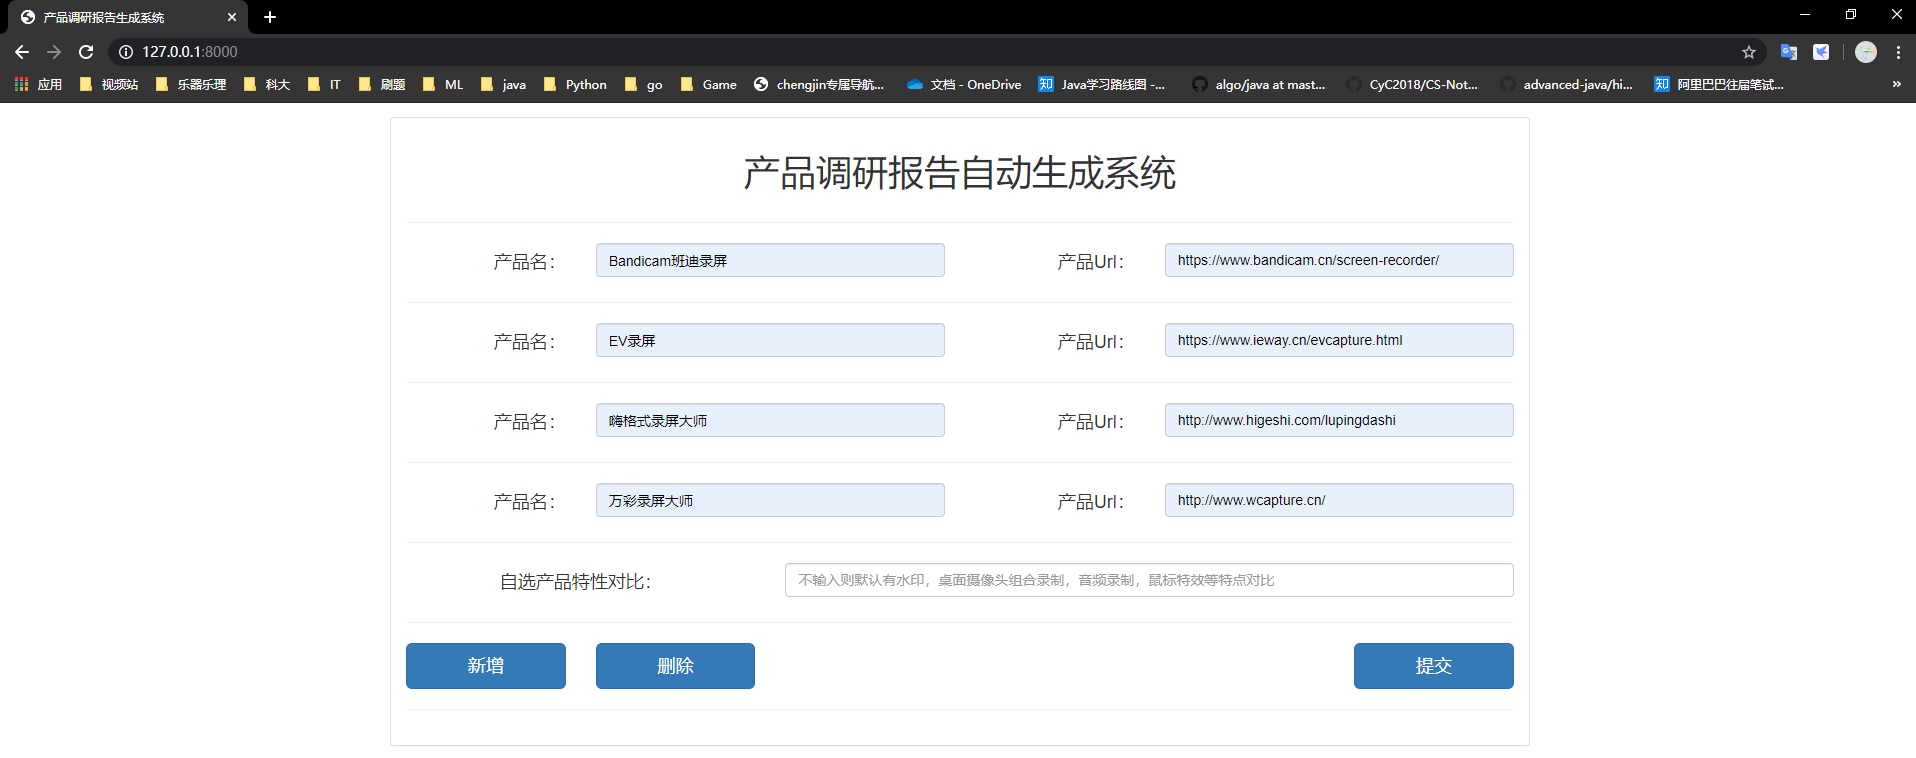 产品调研报告生成系统
127.0.0.1:8000
应用 视频站 乐器乐理 科大 IT 刷题 ML java Python go Game chengjin专属导航... 文档 - OneDrive 知 Java学习路线图 -... algo/java at mast... CyC2018/CS-Not... advanced-java/hi... 知 阿里巴巴往届笔试... »
产品调研报告自动生成系统
产品名： Bandicam班迪录屏 产品Url： https://www.bandicam.cn/screen-recorder/
产品名： EV录屏 产品Url： https://www.ieway.cn/evcapture.html
产品名： 嗨格式录屏大师 产品Url： http://www.higeshi.com/lupingdashi
产品名： 万彩录屏大师 产品Url： http://www.wcapture.cn/
自选产品特性对比： 不输入则默认有水印，桌面摄像头组合录制，音频录制，鼠标特效等特点对比
新增 删除 提交